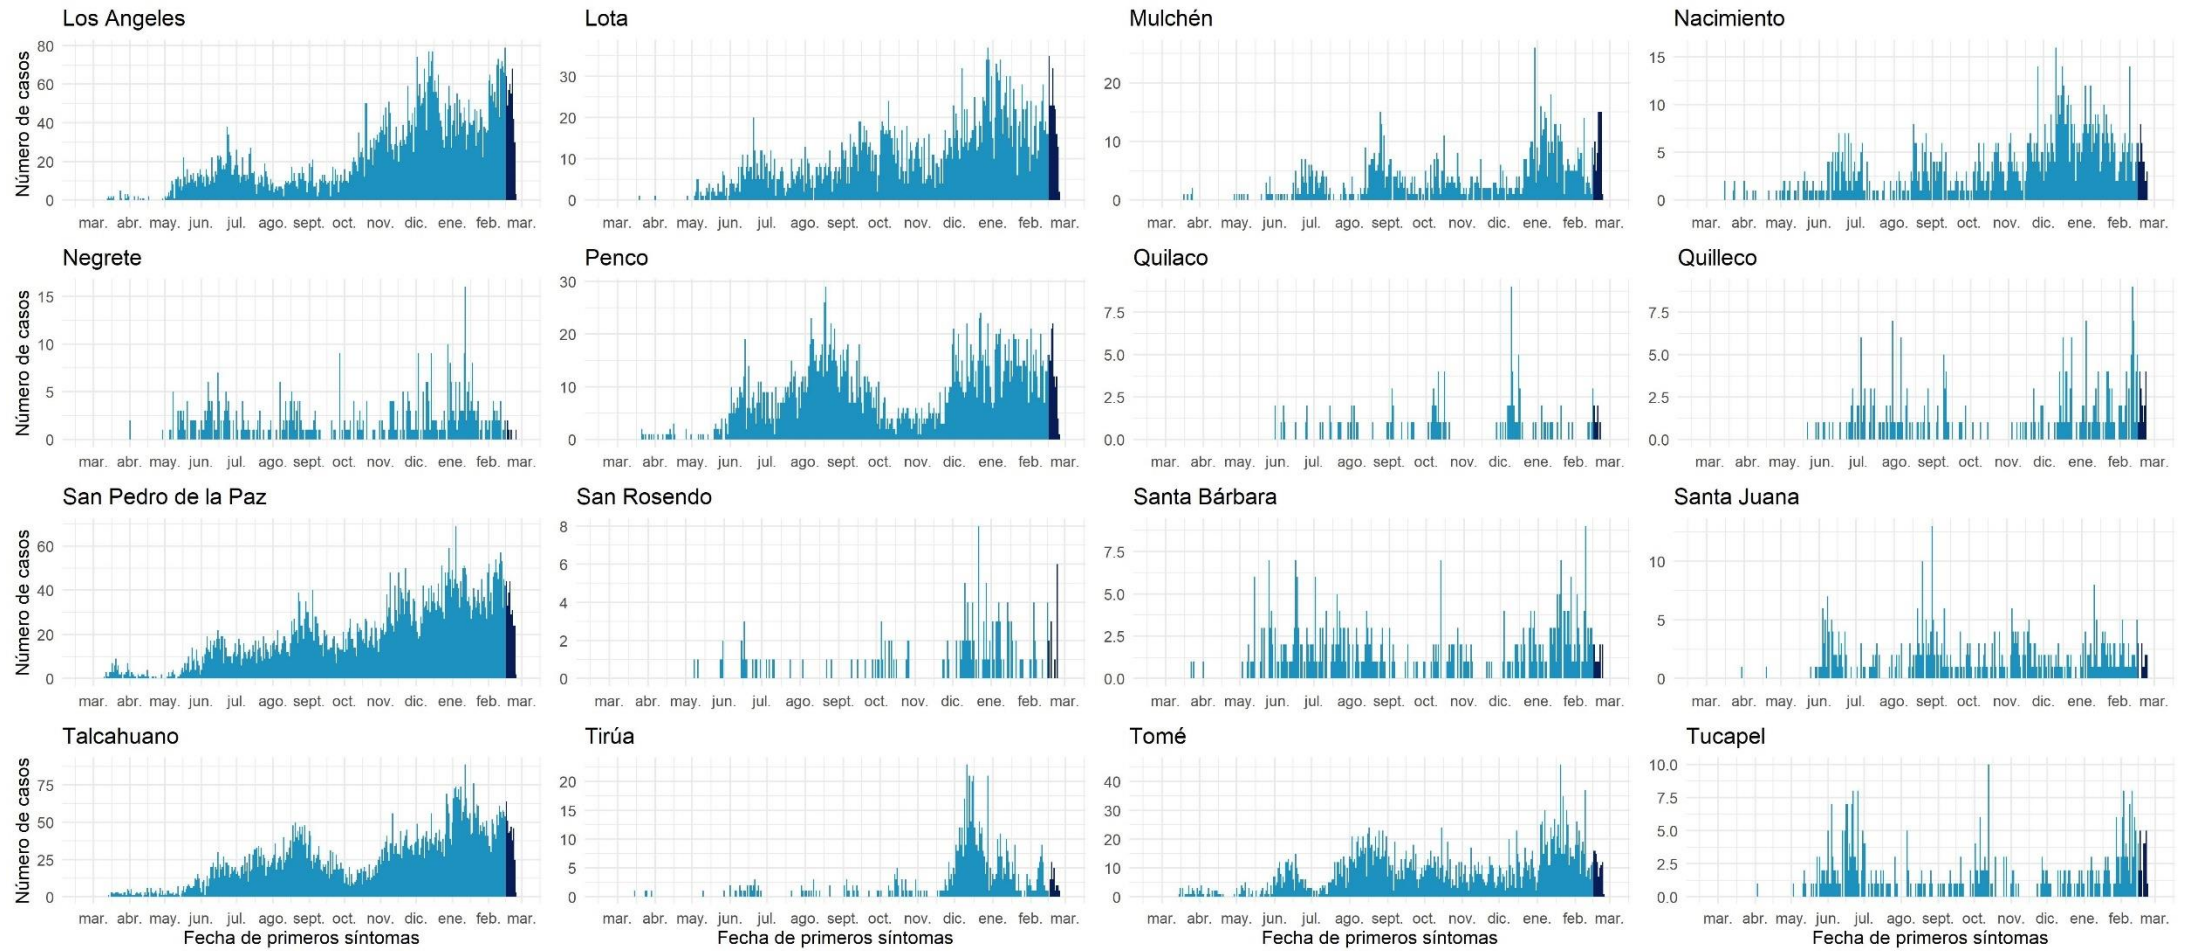 Los Angeles
Lota
Mulchén
Nacimiento
Número de casos
80
60
40
20
0
30
20
10
0
20
10
0
15
10
5
0
mar. abr. may. jun. jul. ago. sept. oct. nov. dic. ene. feb. mar.
mar. abr. may. jun. jul. ago. sept. oct. nov. dic. ene. feb. mar.
mar. abr. may. jun. jul. ago. sept. oct. nov. dic. ene. feb. mar.
mar. abr. may. jun. jul. ago. sept. oct. nov. dic. ene. feb. mar.
Negrete
Penco
Quilaco
Quilleco
Número de casos
15
10
5
0
30
20
10
0
7.5
5.0
2.5
0.0
7.5
5.0
2.5
0.0
mar. abr. may. jun. jul. ago. sept. oct. nov. dic. ene. feb. mar.
mar. abr. may. jun. jul. ago. sept. oct. nov. dic. ene. feb. mar.
mar. abr. may. jun. jul. ago. sept. oct. nov. dic. ene. feb. mar.
mar. abr. may. jun. jul. ago. sept. oct. nov. dic. ene. feb. mar.
San Pedro de la Paz
San Rosendo
Santa Bárbara
Santa Juana
Número de casos
60
40
20
0
8
6
4
2
0
7.5
5.0
2.5
0.0
10
5
0
mar. abr. may. jun. jul. ago. sept. oct. nov. dic. ene. feb. mar.
mar. abr. may. jun. jul. ago. sept. oct. nov. dic. ene. feb. mar.
mar. abr. may. jun. jul. ago. sept. oct. nov. dic. ene. feb. mar.
mar. abr. may. jun. jul. ago. sept. oct. nov. dic. ene. feb. mar.
Talcahuano
Tirúa
Tomé
Tucapel
Número de casos
75
50
25
0
20
15
10
5
0
40
30
20
10
0
10.0
7.5
5.0
2.5
0.0
mar. abr. may. jun. jul. ago. sept. oct. nov. dic. ene. feb. mar.
mar. abr. may. jun. jul. ago. sept. oct. nov. dic. ene. feb. mar.
mar. abr. may. jun. jul. ago. sept. oct. nov. dic. ene. feb. mar.
mar. abr. may. jun. jul. ago. sept. oct. nov. dic. ene. feb. mar.
Fecha de primeros síntomas
Fecha de primeros síntomas
Fecha de primeros síntomas
Fecha de primeros síntomas